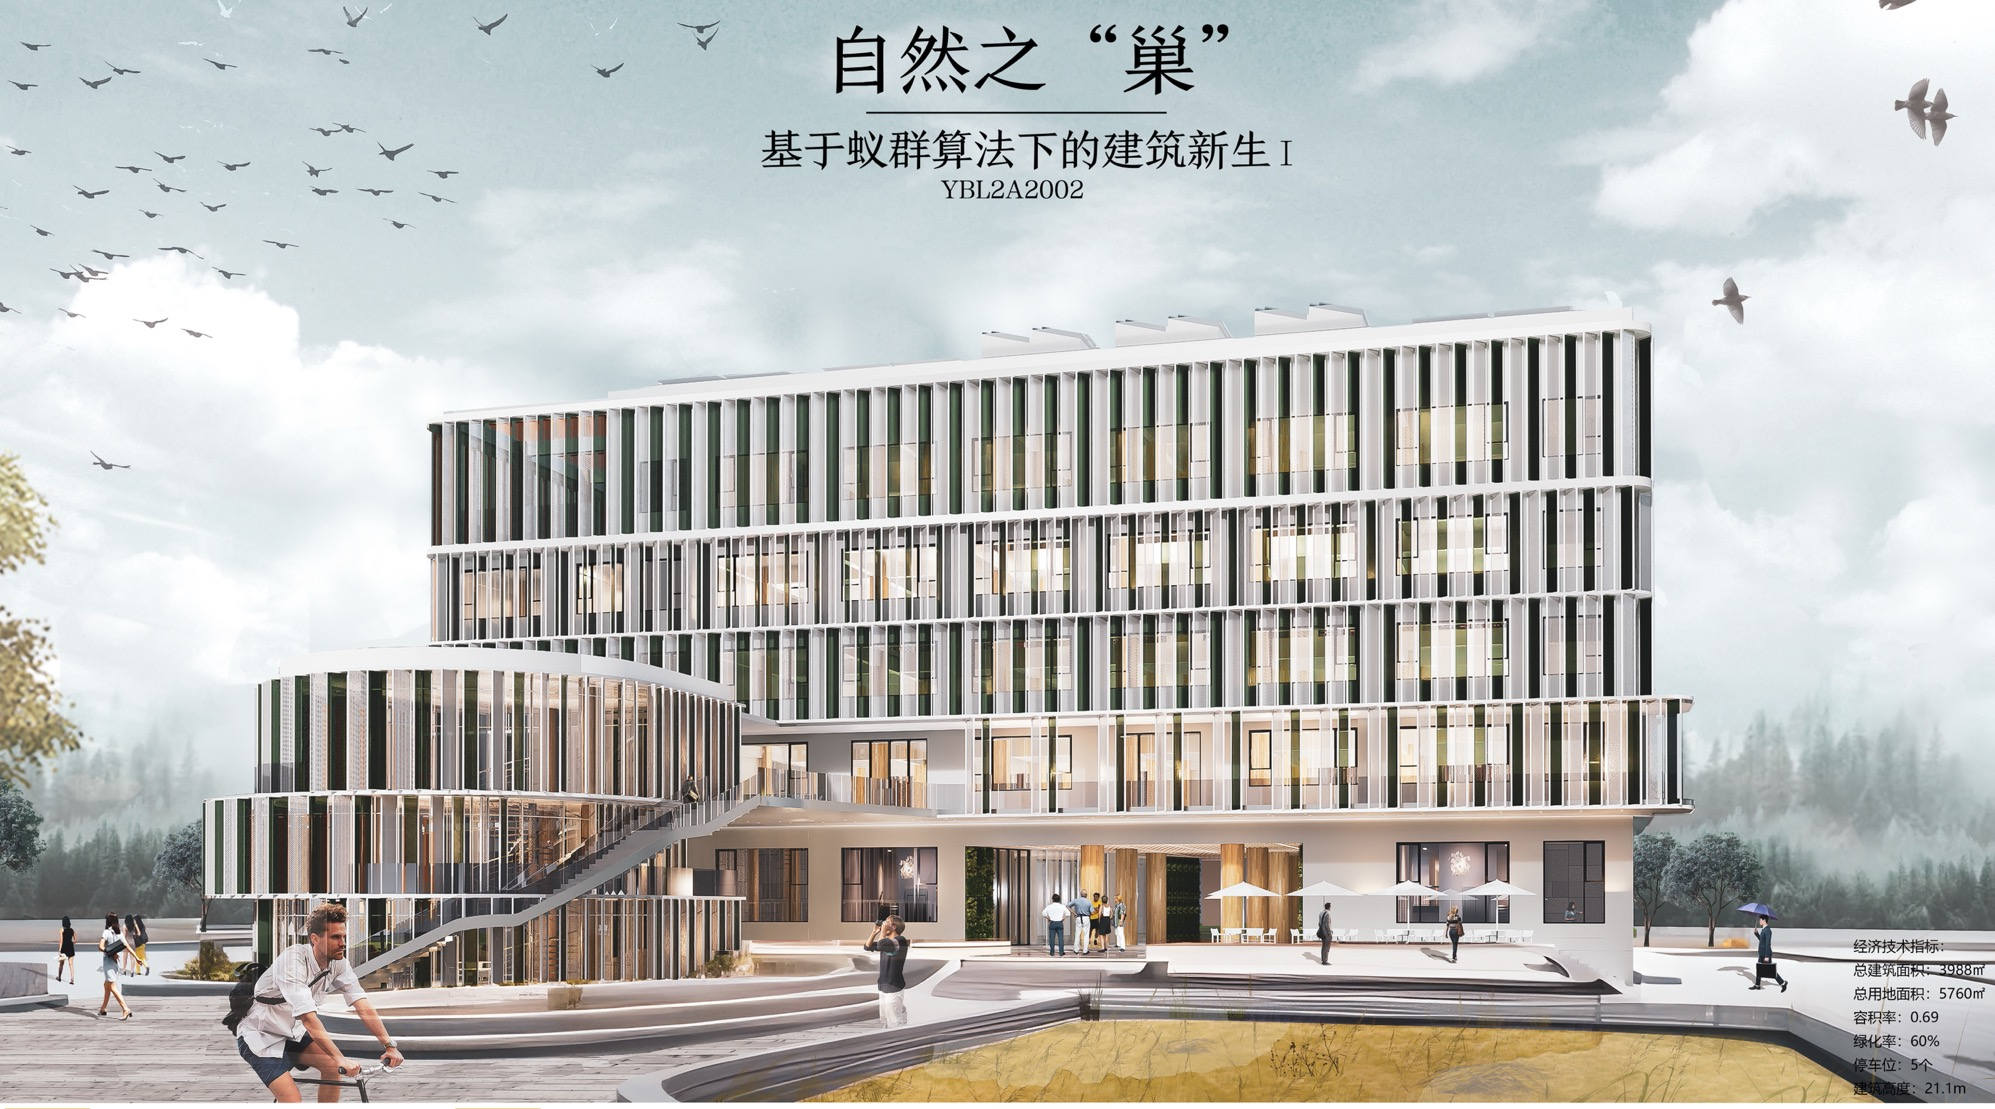 自然之“巢”
基于蚁群算法下的建筑新生 I
YBL2A2002
经济技术指标：
总建筑面积：3988㎡
总用地面积：5760㎡
容积率：0.69
绿化率：60%
停车位：5个
建筑高度：21.1m